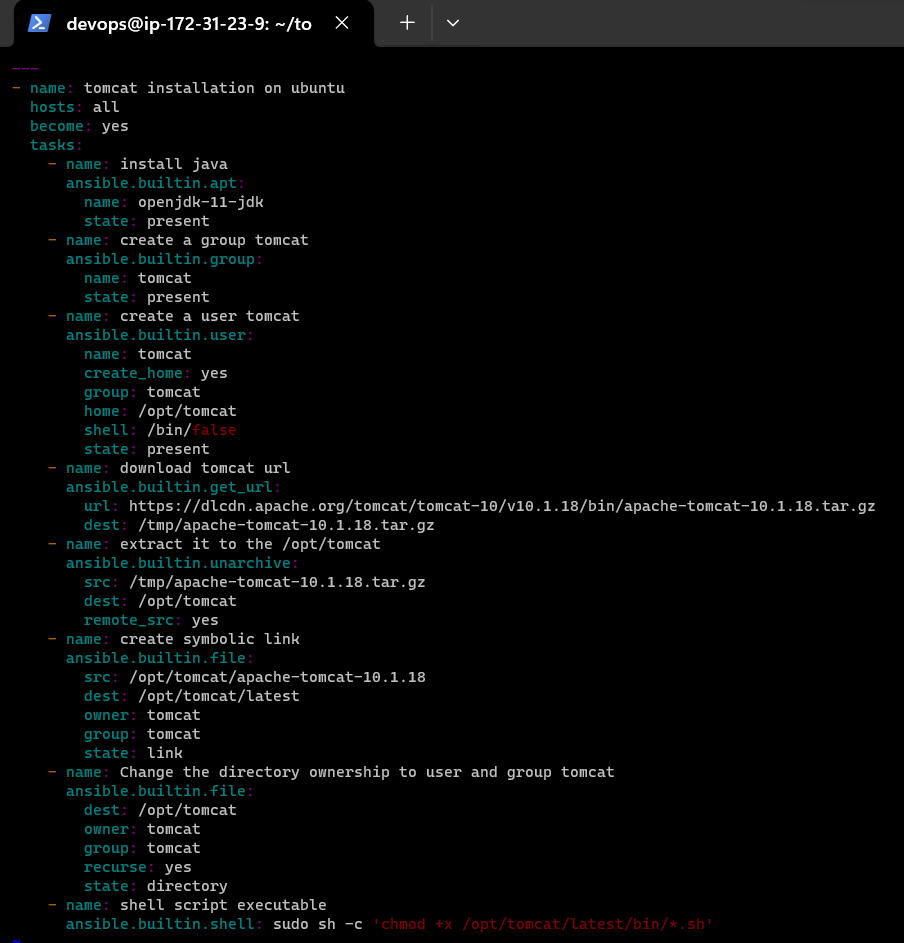 devops@ip-172-31-23-9: ~/to
---
- name: tomcat installation on ubuntu
  hosts: all
  become: yes
  tasks:
    - name: install java
      ansible.builtin.apt:
        name: openjdk-11-jdk
        state: present
    - name: create a group tomcat
      ansible.builtin.group:
        name: tomcat
        state: present
    - name: create a user tomcat
      ansible.builtin.user:
        name: tomcat
        create_home: yes
        group: tomcat
        home: /opt/tomcat
        shell: /bin/false
        state: present
    - name: download tomcat url
      ansible.builtin.get_url:
        url: https://dlcdn.apache.org/tomcat/tomcat-10/v10.1.18/bin/apache-tomcat-10.1.18.tar.gz
        dest: /tmp/apache-tomcat-10.1.18.tar.gz
    - name: extract it to the /opt/tomcat
      ansible.builtin.unarchive:
        src: /tmp/apache-tomcat-10.1.18.tar.gz
        dest: /opt/tomcat
        remote_src: yes
    - name: create symbolic link
      ansible.builtin.file:
        src: /opt/tomcat/apache-tomcat-10.1.18
        dest: /opt/tomcat/latest
        owner: tomcat
        group: tomcat
        state: link
    - name: Change the directory ownership to user and group tomcat
      ansible.builtin.file:
        dest: /opt/tomcat
        owner: tomcat
        group: tomcat
        recurse: yes
        state: directory
    - name: shell script executable
      ansible.builtin.shell: sudo sh -c 'chmod +x /opt/tomcat/latest/bin/*.sh'